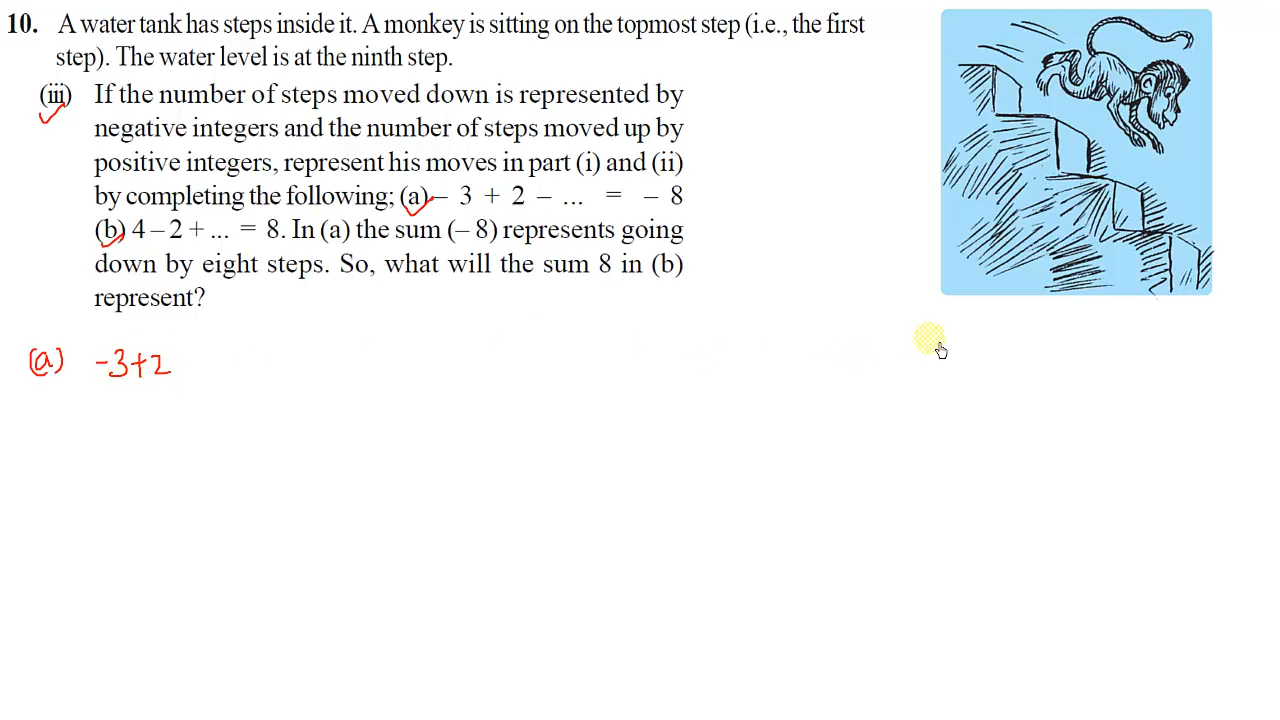 10. A water tank has steps inside it. A monkey is sitting on the topmost step (i.e., the first
step). The water level is at the ninth step.
(iii) If the number of steps moved down is represented by
negative integers and the number of steps moved up by
positive integers, represent his moves in part (i) and (ii)
by completing the following; (a) – 3 + 2 – ... = – 8
(b) 4 – 2 + ... = 8. In (a) the sum (– 8) represents going
down by eight steps. So, what will the sum 8 in (b)
represent?
(a) -3+2